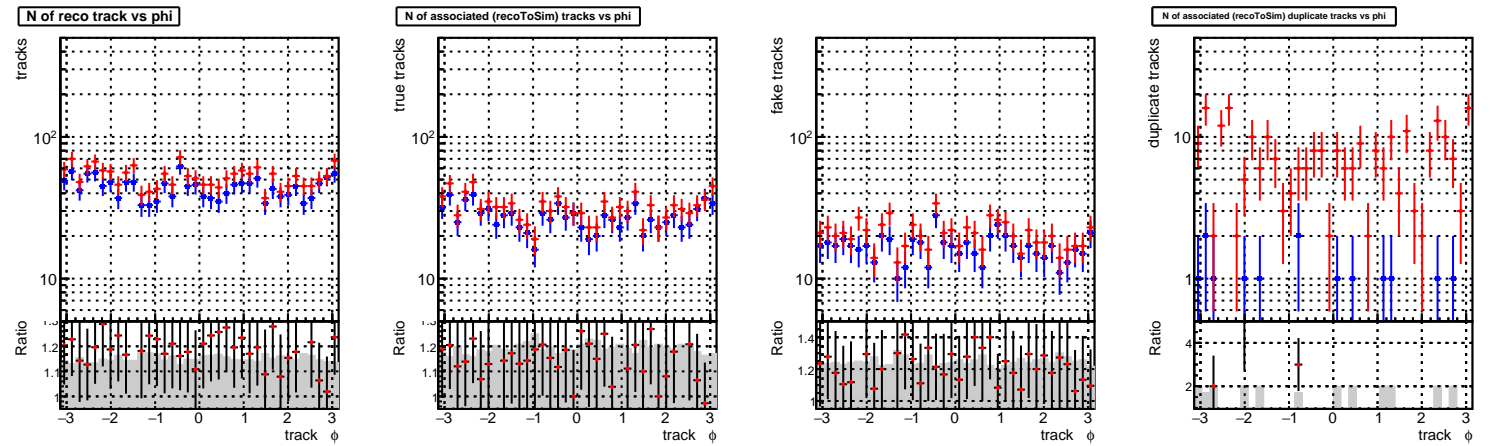 N of reco track vs phi
tracks
10²
10
Ratio
1.3
1.2
1.1
1
−3 −2 −1 0 1 2 3
track φ
N of associated (recoToSim) tracks vs phi
true tracks
10²
10
Ratio
1.3
1.2
1.1
1
−3 −2 −1 0 1 2 3
track φ
fake tracks
10²
10
Ratio
1.4
1.2
1
−3 −2 −1 0 1 2 3
track φ
N of associated (recoToSim) duplicate tracks vs phi
duplicate tracks
10
1
Ratio
4
2
−3 −2 −1 0 1 2 3
track φ